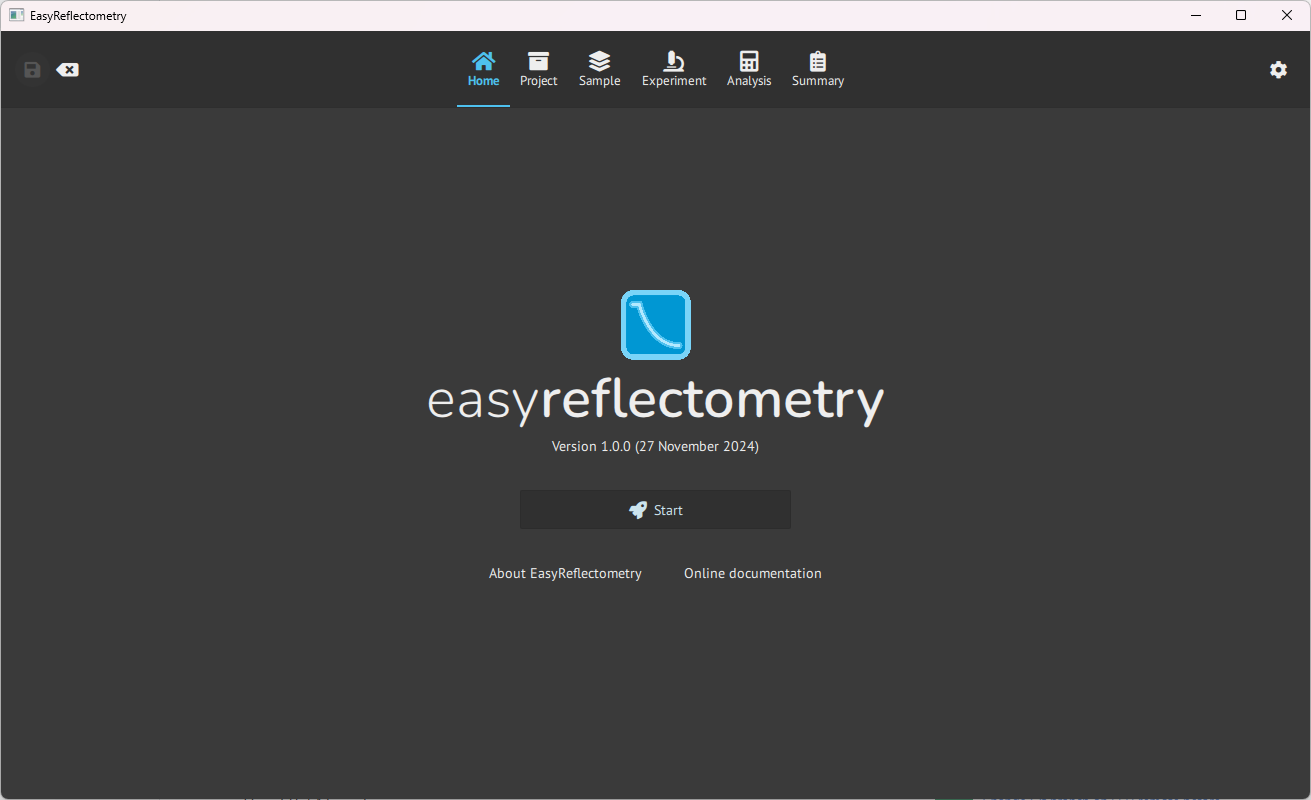 EasyReflectometry
Home Project Sample Experiment Analysis Summary
easyreflectometry
Version 1.0.0 (27 November 2024)
Start
About EasyReflectometry Online documentation